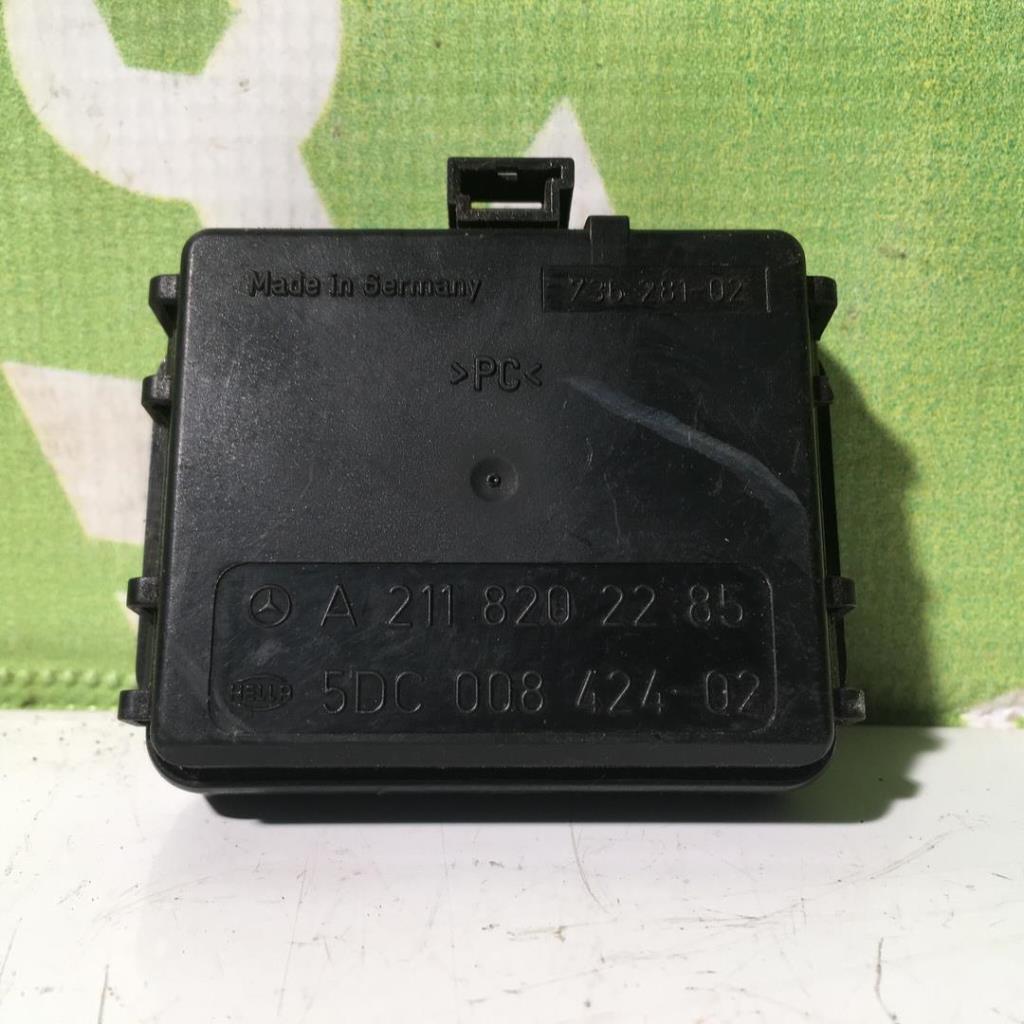 Made in Germany
736 281-02
>PC<
A 211 820 22 85
HELLA 5DC 008 424-02